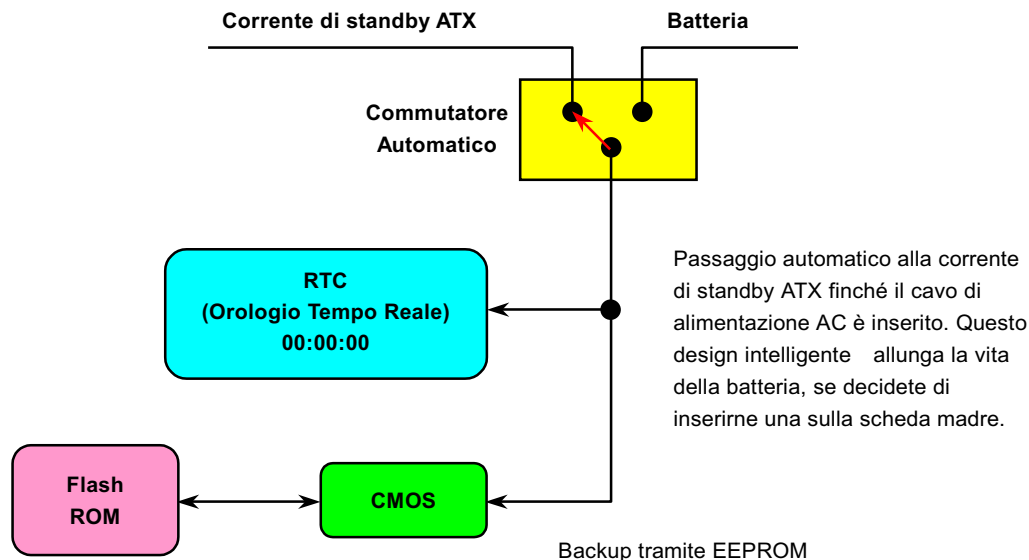 Corrente di standby ATX
Batteria
Commutatore
Automatico
RTC
(Orologio Tempo Reale)
00:00:00
Passaggio automatico alla corrente
di standby ATX finché il cavo di
alimentazione AC è inserito. Questo
design intelligente allunga la vita
della batteria, se decidete di
inserirne una sulla scheda madre.
Flash
ROM
CMOS
Backup tramite EEPROM